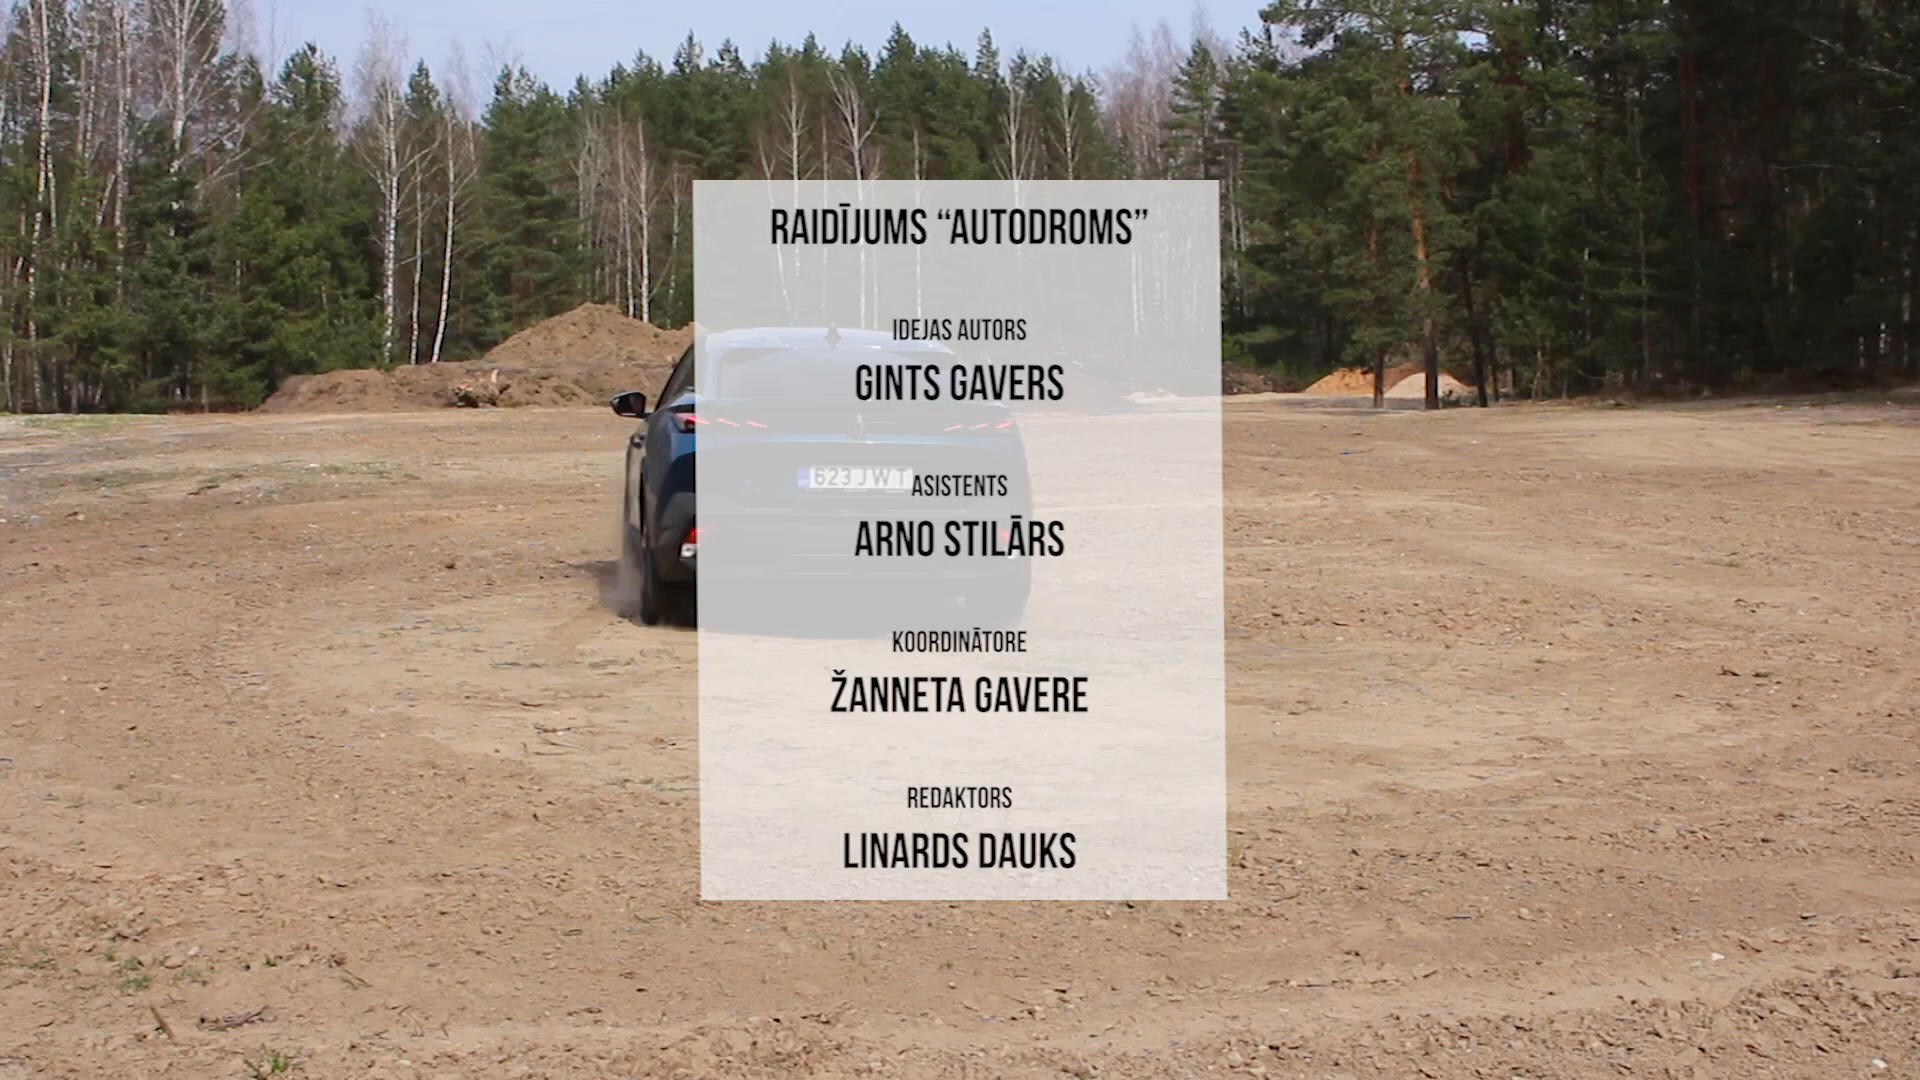 RAIDĪJUMS “AUTODROMS”
IDEJAS AUTORS
GINTS GAVERS
623 JWT
ASISTENTS
ARNO STILĀRS
KOORDINĀTORE
ŽANNETA GAVERE
REDAKTORS
LINARDS DAUKS